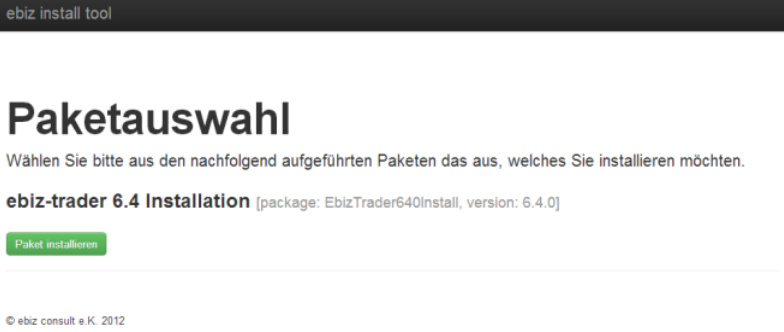 ebiz install tool
Paketauswahl
Wählen Sie bitte aus den nachfolgend aufgeführten Paketen das aus, welches Sie installieren möchten.
ebiz-trader 6.4 Installation [package: EbizTrader640Install, version: 6.4.0]
Paket installieren
© ebiz consult e.K. 2012